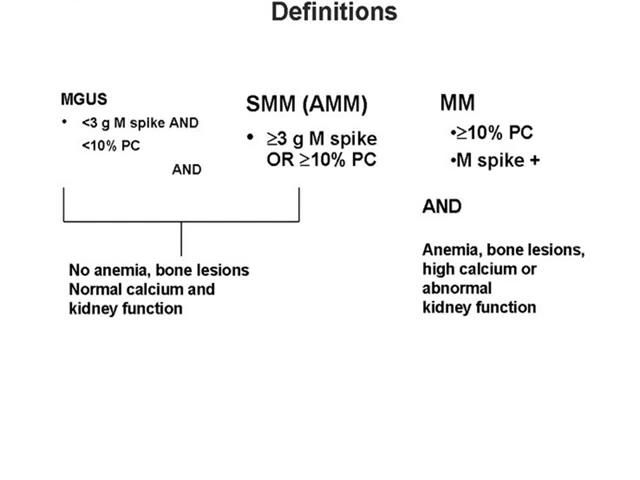 Definitions
MGUS
• <3 g M spike AND
<10% PC
AND
SMM (AMM)
• ≥3 g M spike
OR ≥10% PC
MM
•≥10% PC
•M spike +
AND
No anemia, bone lesions
Normal calcium and
kidney function
Anemia, bone lesions,
high calcium or
abnormal
kidney function